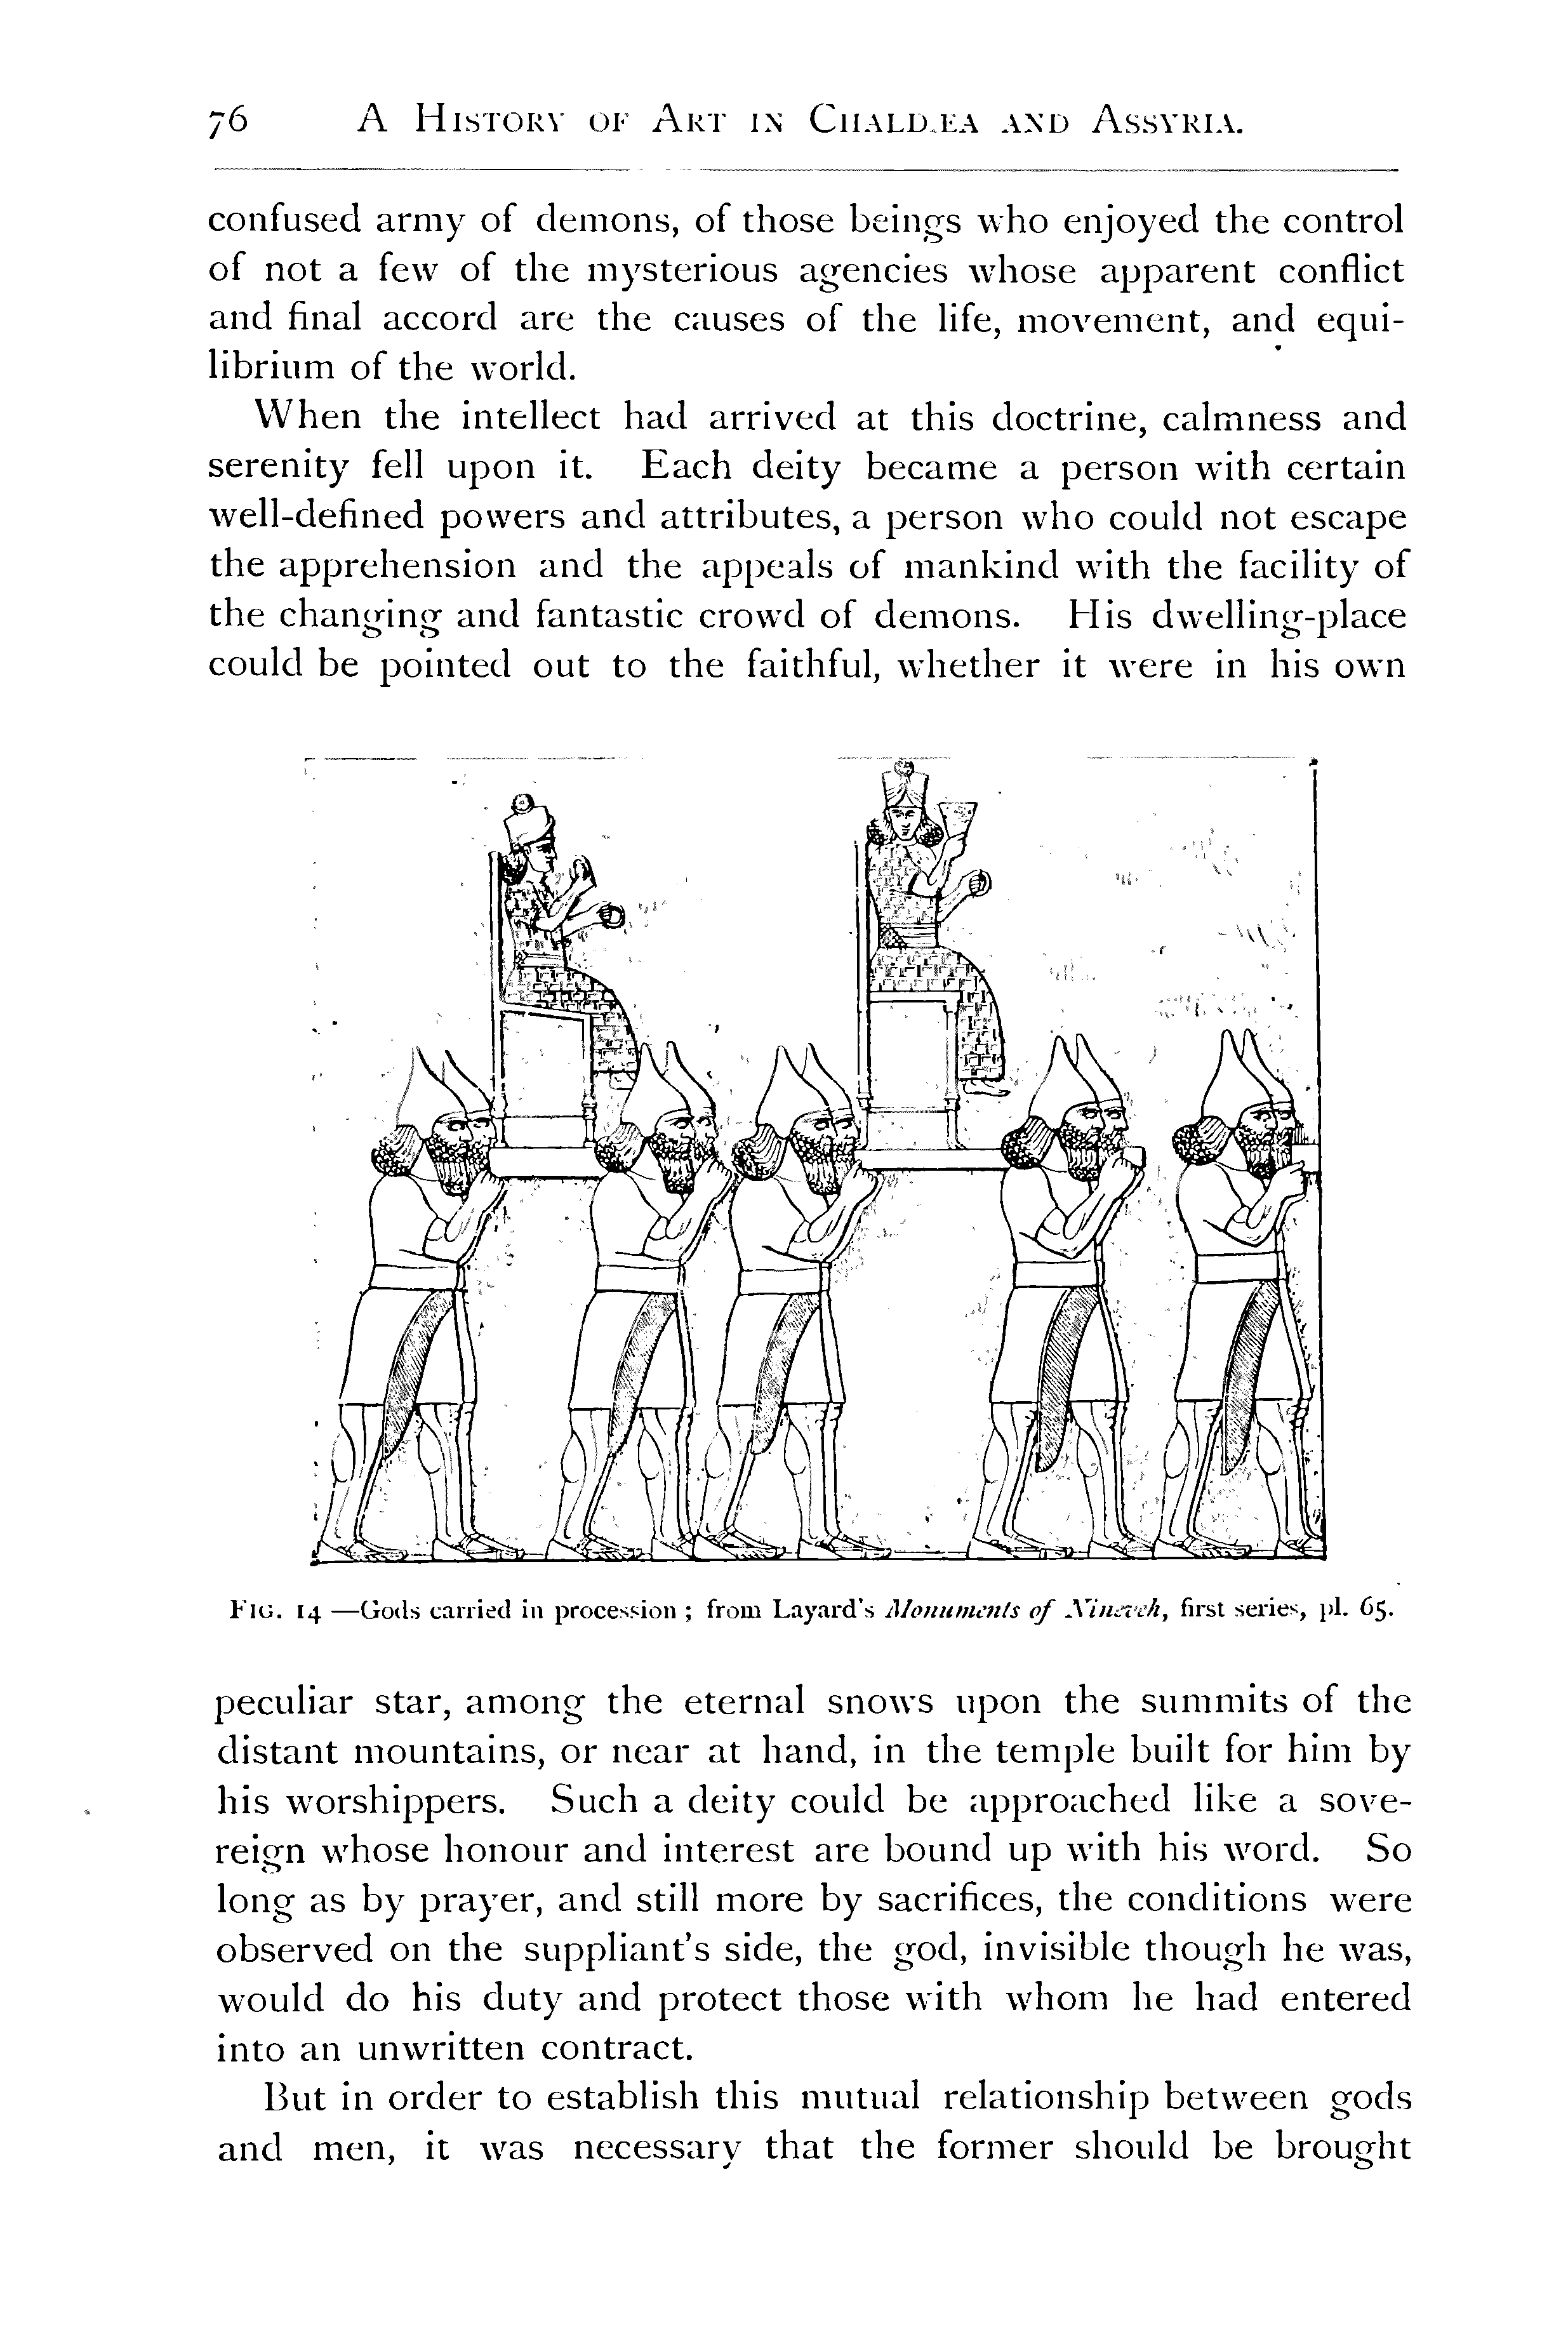 76 A History of Art in Chaldæa and Assyria.
confused army of demons, of those beings who enjoyed the control
of not a few of the mysterious agencies whose apparent conflict
and final accord are the causes of the life, movement, and equi-
librium of the world.
When the intellect had arrived at this doctrine, calmness and
serenity fell upon it. Each deity became a person with certain
well-defined powers and attributes, a person who could not escape
the apprehension and the appeals of mankind with the facility of
the changing and fantastic crowd of demons. His dwelling-place
could be pointed out to the faithful, whether it were in his own
Fig. 14 —Gods carried in procession ; from Layard's Monuments of Nineveh, first series, pl. 65.
peculiar star, among the eternal snows upon the summits of the
distant mountains, or near at hand, in the temple built for him by
his worshippers. Such a deity could be approached like a sove-
reign whose honour and interest are bound up with his word. So
long as by prayer, and still more by sacrifices, the conditions were
observed on the suppliant's side, the god, invisible though he was,
would do his duty and protect those with whom he had entered
into an unwritten contract.
But in order to establish this mutual relationship between gods
and men, it was necessary that the former should be brought